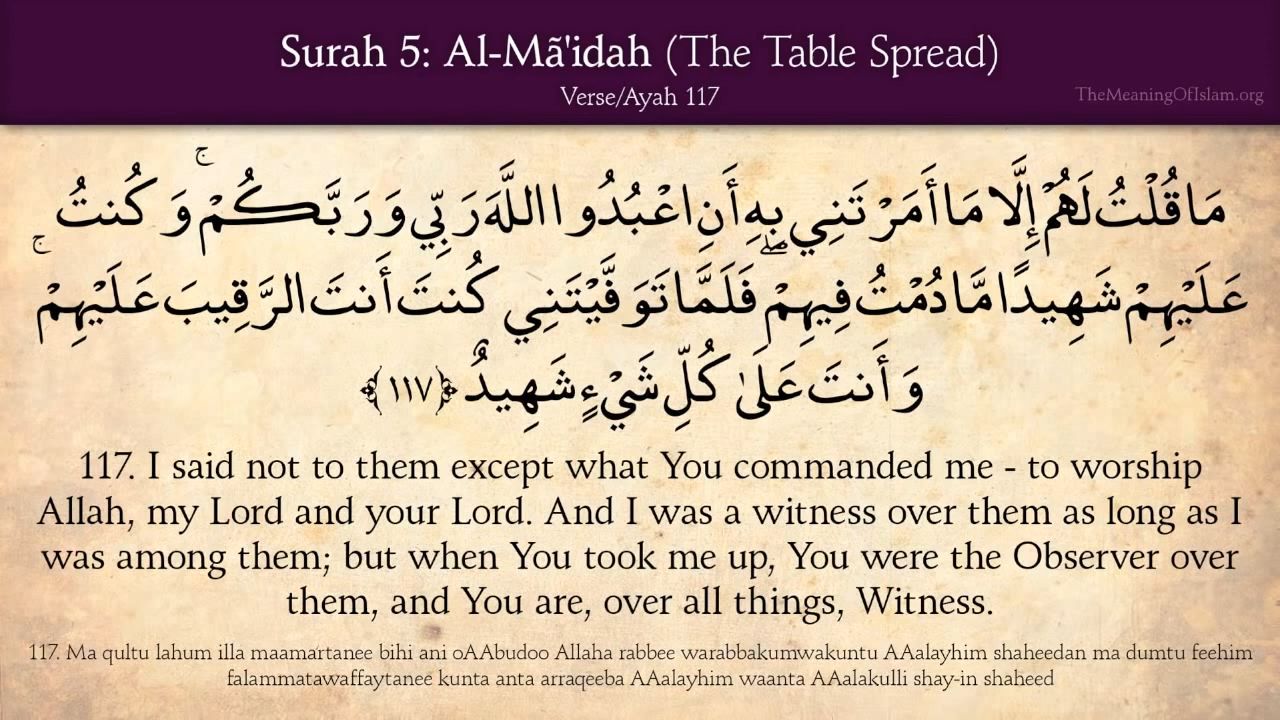 Surah 5: Al-Mã'idah (The Table Spread)
Verse/Ayah 117
TheMeaningOfIslam.org
مَا قُلْتُ لَهُمْ إِلَّا مَا أَمَرْتَنِي بِهِ أَنِ اعْبُدُوا اللَّهَ رَبِّي وَرَبَّكُمْ ۚ وَكُنتُ
عَلَيْهِمْ شَهِيدًا مَّا دُمْتُ فِيهِمْ ۖ فَلَمَّا تَوَفَّيْتَنِي كُنتَ أَنتَ الرَّقِيبَ عَلَيْهِمْ ۚ
وَأَنتَ عَلَىٰ كُلِّ شَيْءٍ شَهِيدٌ ﴿١١٧﴾
117. I said not to them except what You commanded me - to worship
Allah, my Lord and your Lord. And I was a witness over them as long as I
was among them; but when You took me up, You were the Observer over
them, and You are, over all things, Witness.
117. Ma qultu lahum illa maamartanee bihi ani oAAbudoo Allaha rabbee warabbakumwakuntu AAalayhim shaheedan ma dumtu feehim
falammatawaffaytanee kunta anta arraqeeba AAalayhim waanta AAalakulli shay-in shaheed